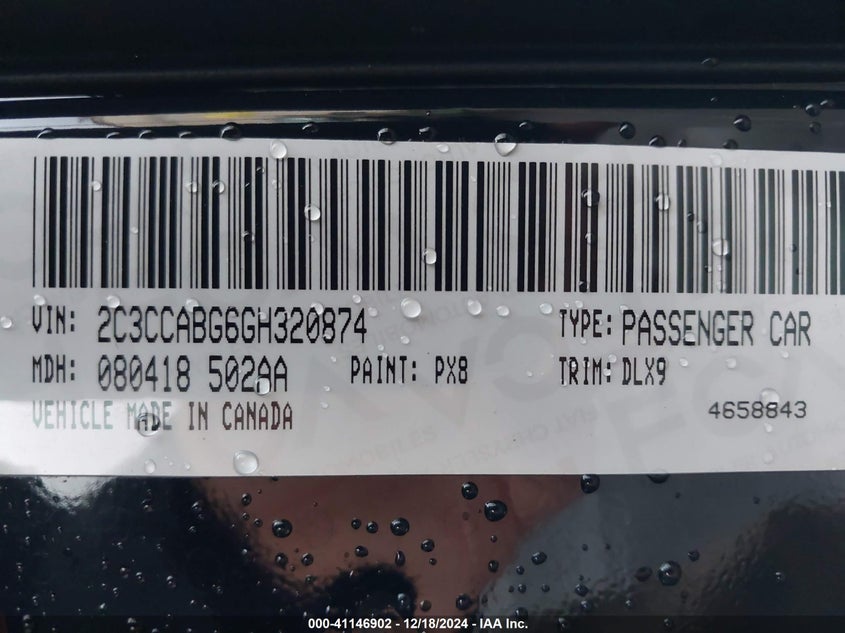 VIN: 2C3CCABG6GH320874 TYPE: PASSENGER CAR
MDH: 080418 502AA PAINT: PX8 TRIM: DLX9
VEHICLE MADE IN CANADA 4658843
000-41146902 - 12/18/2024 - IAA Inc.